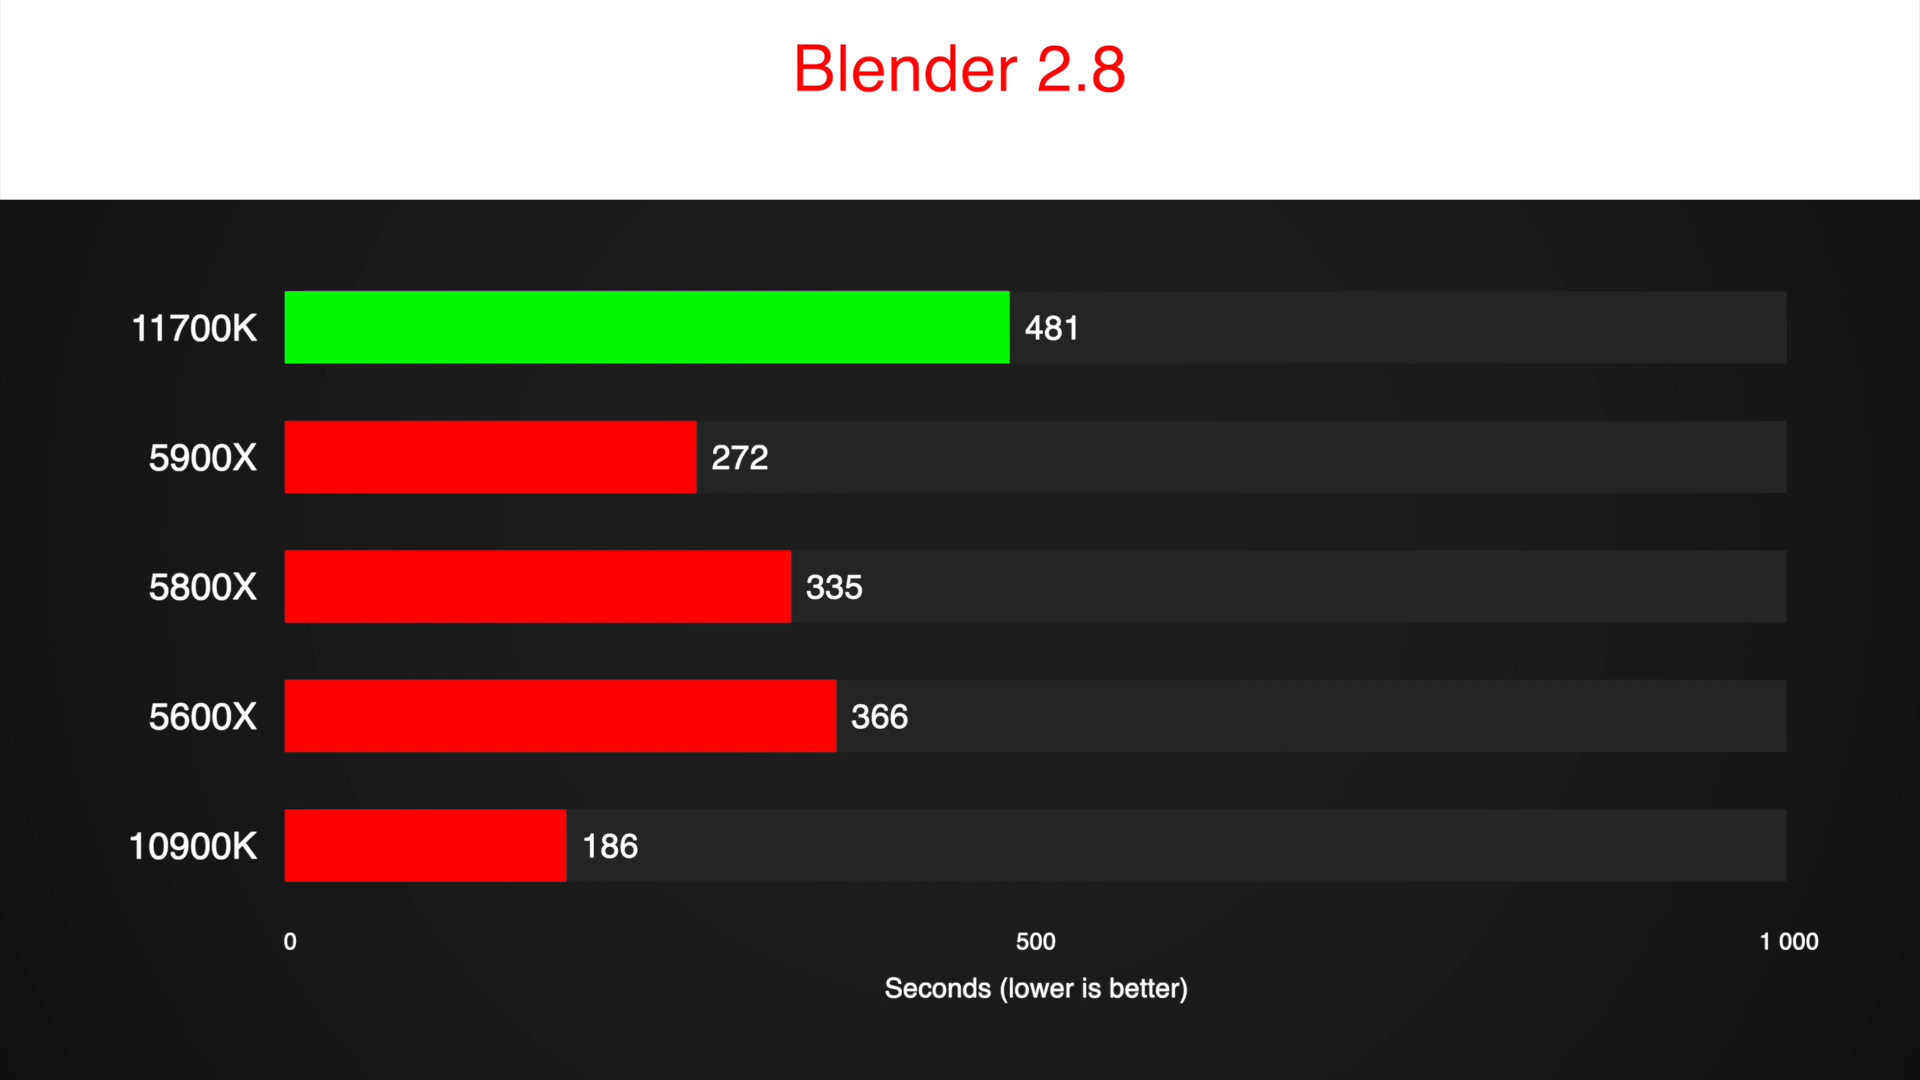 Blender 2.8
11700K 481
5900X 272
5800X 335
5600X 366
10900K 186
0 500 1 000
Seconds (lower is better)